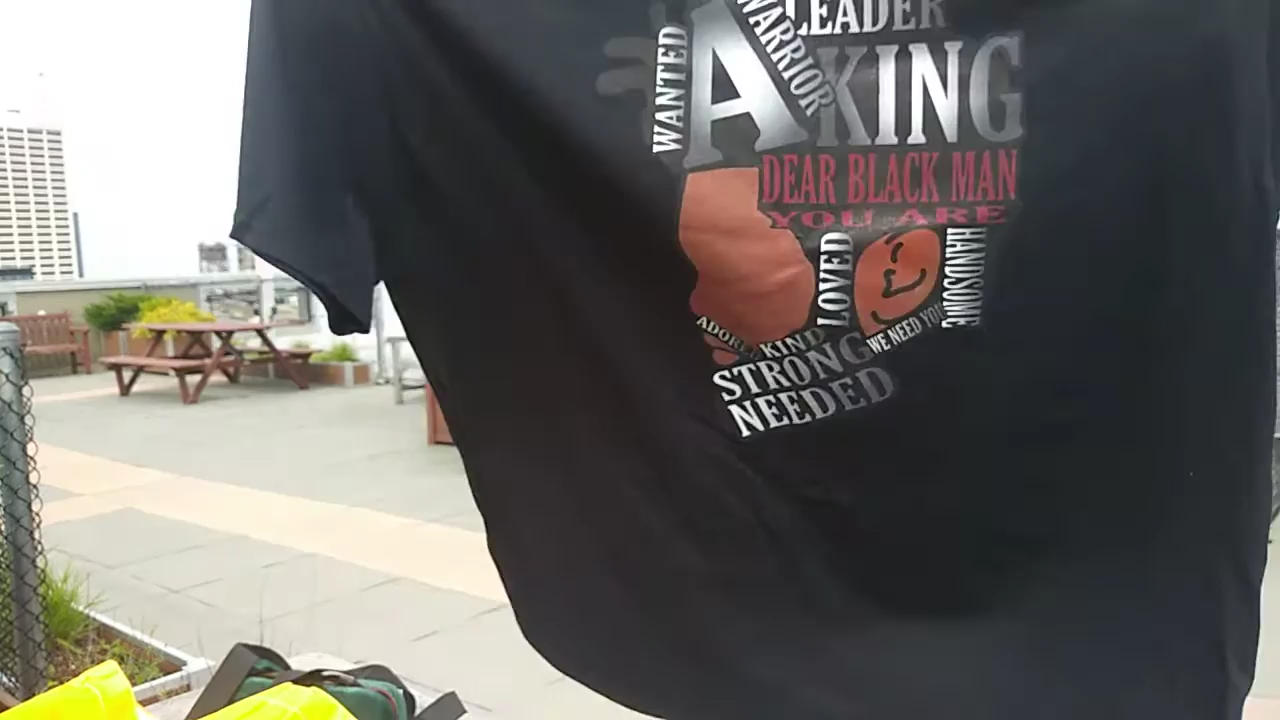 LEADER
WARRIOR
WANTED
A KING
DEAR BLACK MAN
YOU ARE
LOVED
HANDSOME
WE NEED YOU
KIND
STRONG
NEEDED